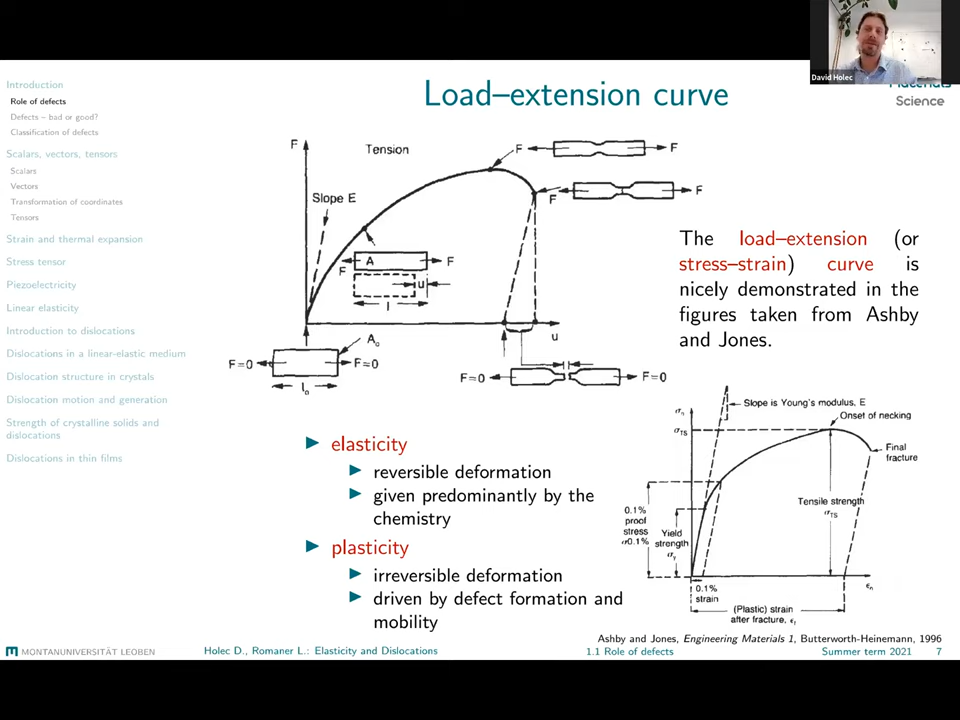 David Holec
Materials
Science
Load–extension curve
Introduction
Role of defects
Defects – bad or good?
Classification of defects
Scalars, vectors, tensors
Scalars
Vectors
Transformation of coordinates
Tensors
Strain and thermal expansion
Stress tensor
Piezoelectricity
Linear elasticity
Introduction to dislocations
Dislocations in a linear-elastic medium
Dislocation structure in crystals
Dislocation motion and generation
Strength of crystalline solids and
dislocations
Dislocations in thin films
F
Tension
F
F
Slope E
F
F
F
A
F
u
l
u
A₀
F=0
F=0
l₀
F=0
F=0
The load–extension (or
stress–strain) curve is
nicely demonstrated in the
figures taken from Ashby
and Jones.
elasticity
reversible deformation
given predominantly by the
chemistry
plasticity
irreversible deformation
driven by defect formation and
mobility
σₙ
Slope is Young's modulus, E
Onset of necking
σTS
Final
fracture
Tensile strength
σTS
0.1%
proof
stress
σ0.1%
Yield
strength
σy
0.1%
strain
εₙ
(Plastic) strain
after fracture, εf
Ashby and Jones, Engineering Materials 1, Butterworth-Heinemann, 1996
MONTANUNIVERSITÄT LEOBEN
Holec D., Romaner L.: Elasticity and Dislocations
1.1 Role of defects
Summer term 2021
7